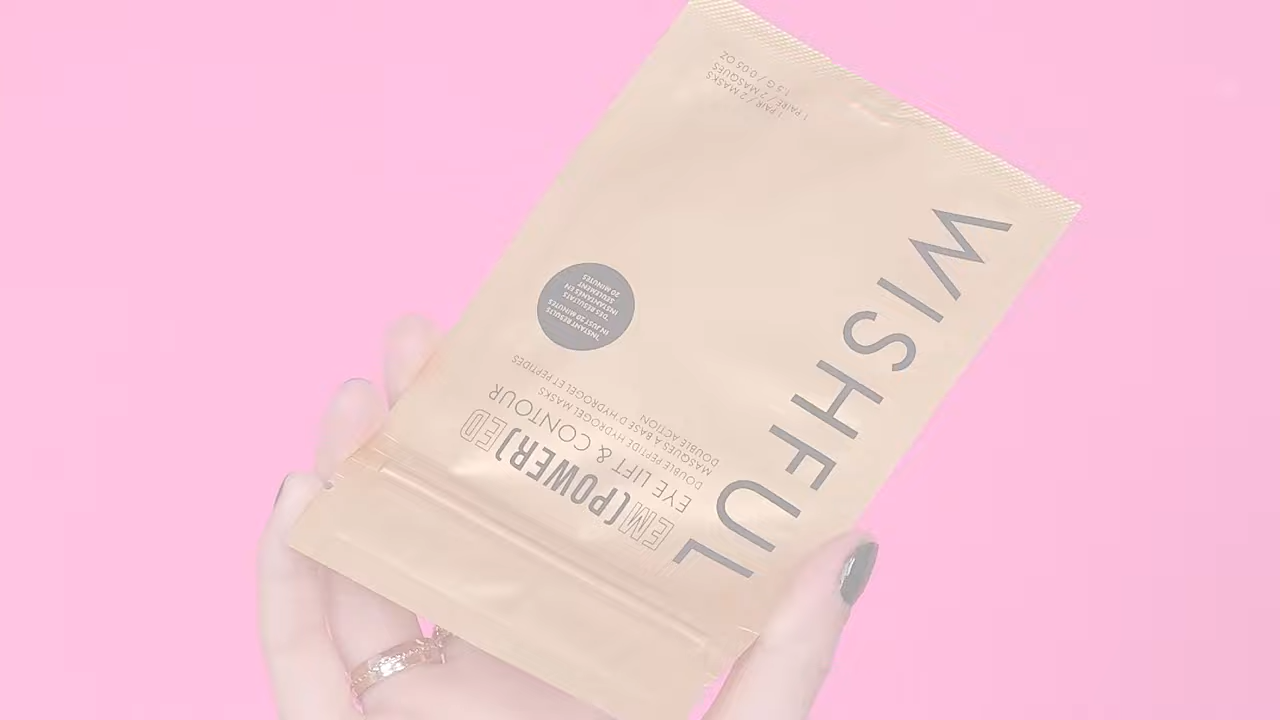 WISHFUL
EM(POWER)ED
EYE LIFT & CONTOUR
DOUBLE PEPTIDE HYDROGEL MASKS
MASQUES À BASE D'HYDROGEL ET PEPTIDES
DOUBLE ACTION
*INSTANT RESULTS
IN JUST 20 MINUTES
*DES RÉSULTATS
INSTANTANÉS EN
SEULEMENT
20 MINUTES
1 PAIR / 2 MASKS
1 PAIRE / 2 MASQUES
1.5 G / 0.05 OZ